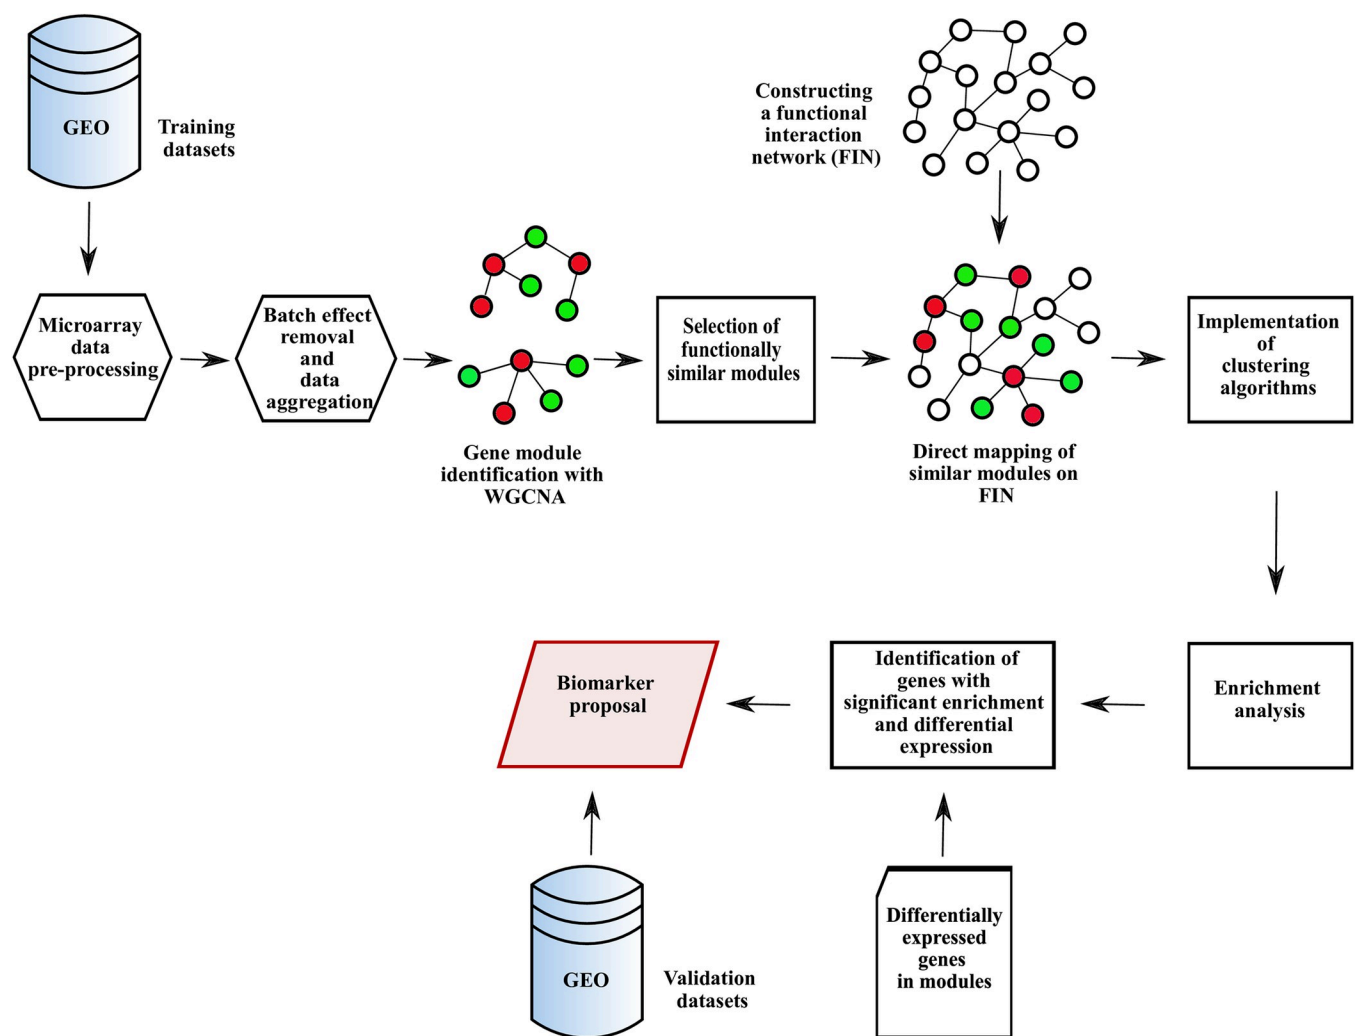 GEO
Training
datasets
Constructing
a functional
interaction
network (FIN)
Microarray
data
pre-processing
Batch effect
removal
and
data
aggregation
Gene module
identification with
WGCNA
Selection of
functionally
similar modules
Direct mapping of
similar modules on
FIN
Implementation
of
clustering
algorithms
Biomarker
proposal
Identification of
genes with
significant enrichment
and differential
expression
Enrichment
analysis
GEO
Validation
datasets
Differentially
expressed
genes
in modules